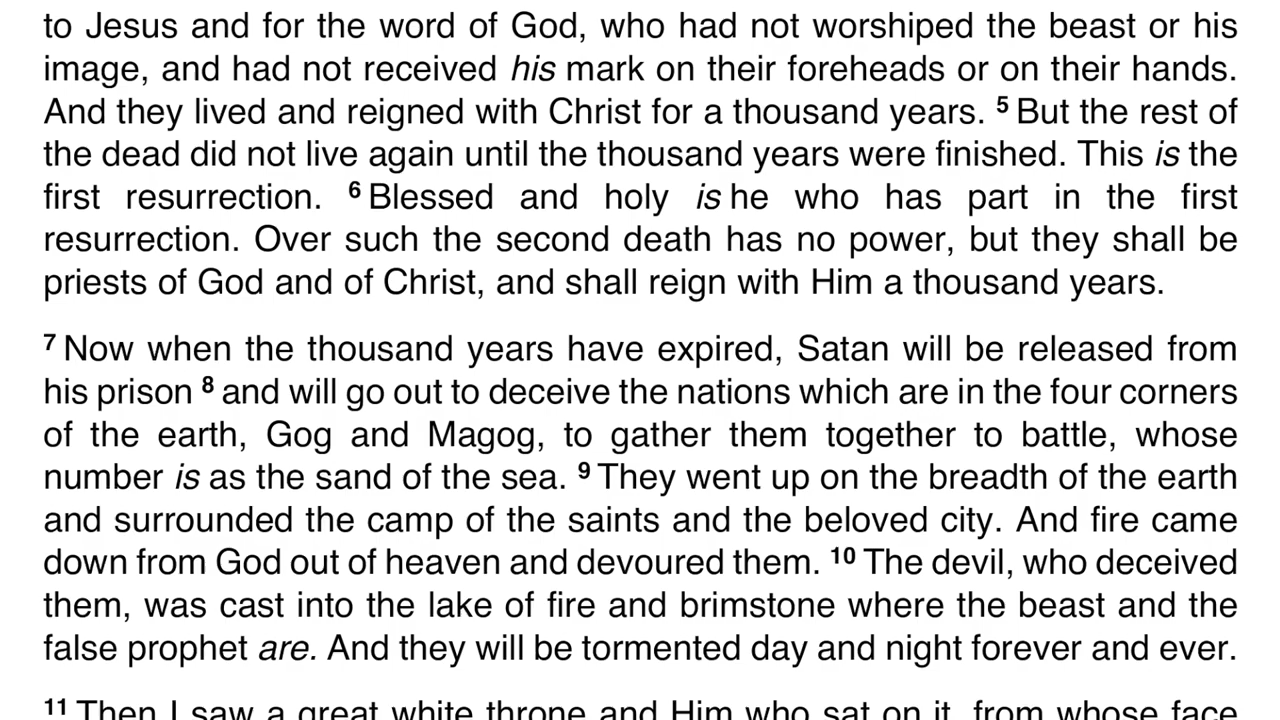 to Jesus and for the word of God, who had not worshiped the beast or his
image, and had not received his mark on their foreheads or on their hands.
And they lived and reigned with Christ for a thousand years. 5 But the rest of
the dead did not live again until the thousand years were finished. This is the
first resurrection. 6 Blessed and holy is he who has part in the first
resurrection. Over such the second death has no power, but they shall be
priests of God and of Christ, and shall reign with Him a thousand years.
7 Now when the thousand years have expired, Satan will be released from
his prison 8 and will go out to deceive the nations which are in the four corners
of the earth, Gog and Magog, to gather them together to battle, whose
number is as the sand of the sea. 9 They went up on the breadth of the earth
and surrounded the camp of the saints and the beloved city. And fire came
down from God out of heaven and devoured them. 10 The devil, who deceived
them, was cast into the lake of fire and brimstone where the beast and the
false prophet are. And they will be tormented day and night forever and ever.
11 Then I saw a great white throne and Him who sat on it, from whose face